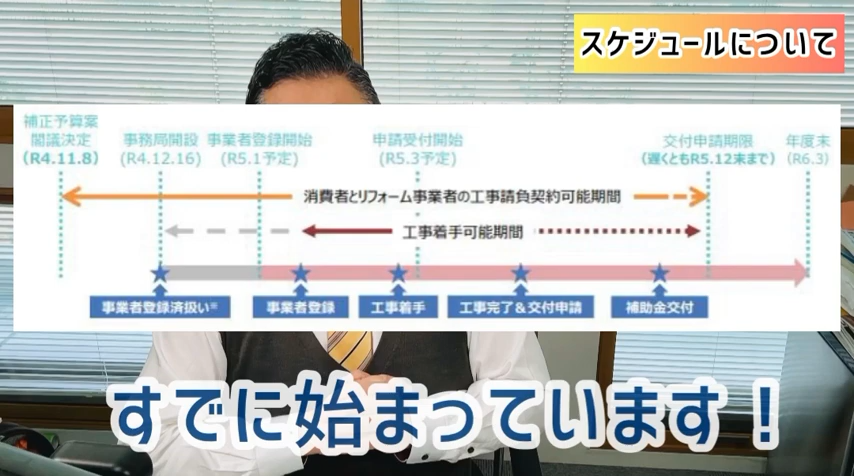 スケジュールについて
補正予算案
閣議決定
(R4.11.8)
事務局開設
(R4.12.16)
事業者登録開始
(R5.1予定)
申請受付開始
(R5.3予定)
交付申請期限
(遅くともR5.12末まで)
年度末
(R6.3)
消費者とリフォーム事業者の工事請負契約可能期間
工事着手可能期間
事業者登録済扱い※
事業者登録
工事着手
工事完了&交付申請
補助金交付
すでに始まっています!